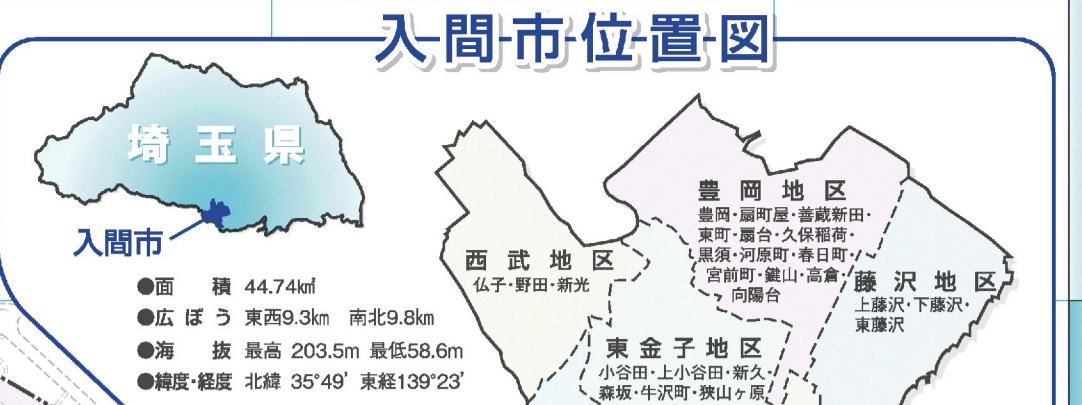 入間市位置図
埼玉県
入間市
●面 積 44.74k㎡
●広ぼう 東西9.3km 南北9.8km
●海 抜 最高 203.5m 最低58.6m
●緯度・経度 北緯 35°49′ 東経139°23′
西武地区
仏子・野田・新光
豊岡地区
豊岡・扇町屋・善蔵新田・
東町・扇台・久保稲荷・
黒須・河原町・春日町・
宮前町・鍵山・高倉・
向陽台
藤沢地区
上藤沢・下藤沢・
東藤沢
東金子地区
小谷田・上小谷田・新久・
森坂・牛沢町・狭山ヶ原